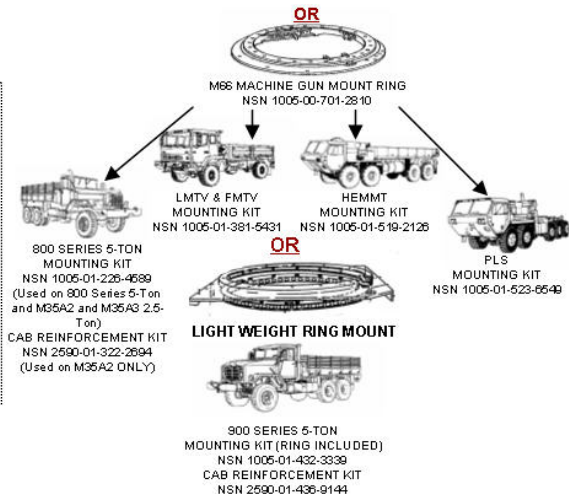 OR
M66 MACHINE GUN MOUNT RING
NSN 1005-00-701-2810
LMTV & FMTV
MOUNTING KIT
NSN 1005-01-381-5431
HEMMT
MOUNTING KIT
NSN 1005-01-519-2126
800 SERIES 5-TON
MOUNTING KIT
NSN 1005-01-226-4589
(Used on 800 Series 5-Ton
and M35A2 and M35A3 2.5-
Ton)
CAB REINFORCEMENT KIT
NSN 2590-01-322-2694
(Used on M35A2 ONLY)
PLS
MOUNTING KIT
NSN 1005-01-523-6549
OR
LIGHT WEIGHT RING MOUNT
900 SERIES 5-TON
MOUNTING KIT (RING INCLUDED)
NSN 1005-01-432-3339
CAB REINFORCEMENT KIT
NSN 2590-01-436-9144